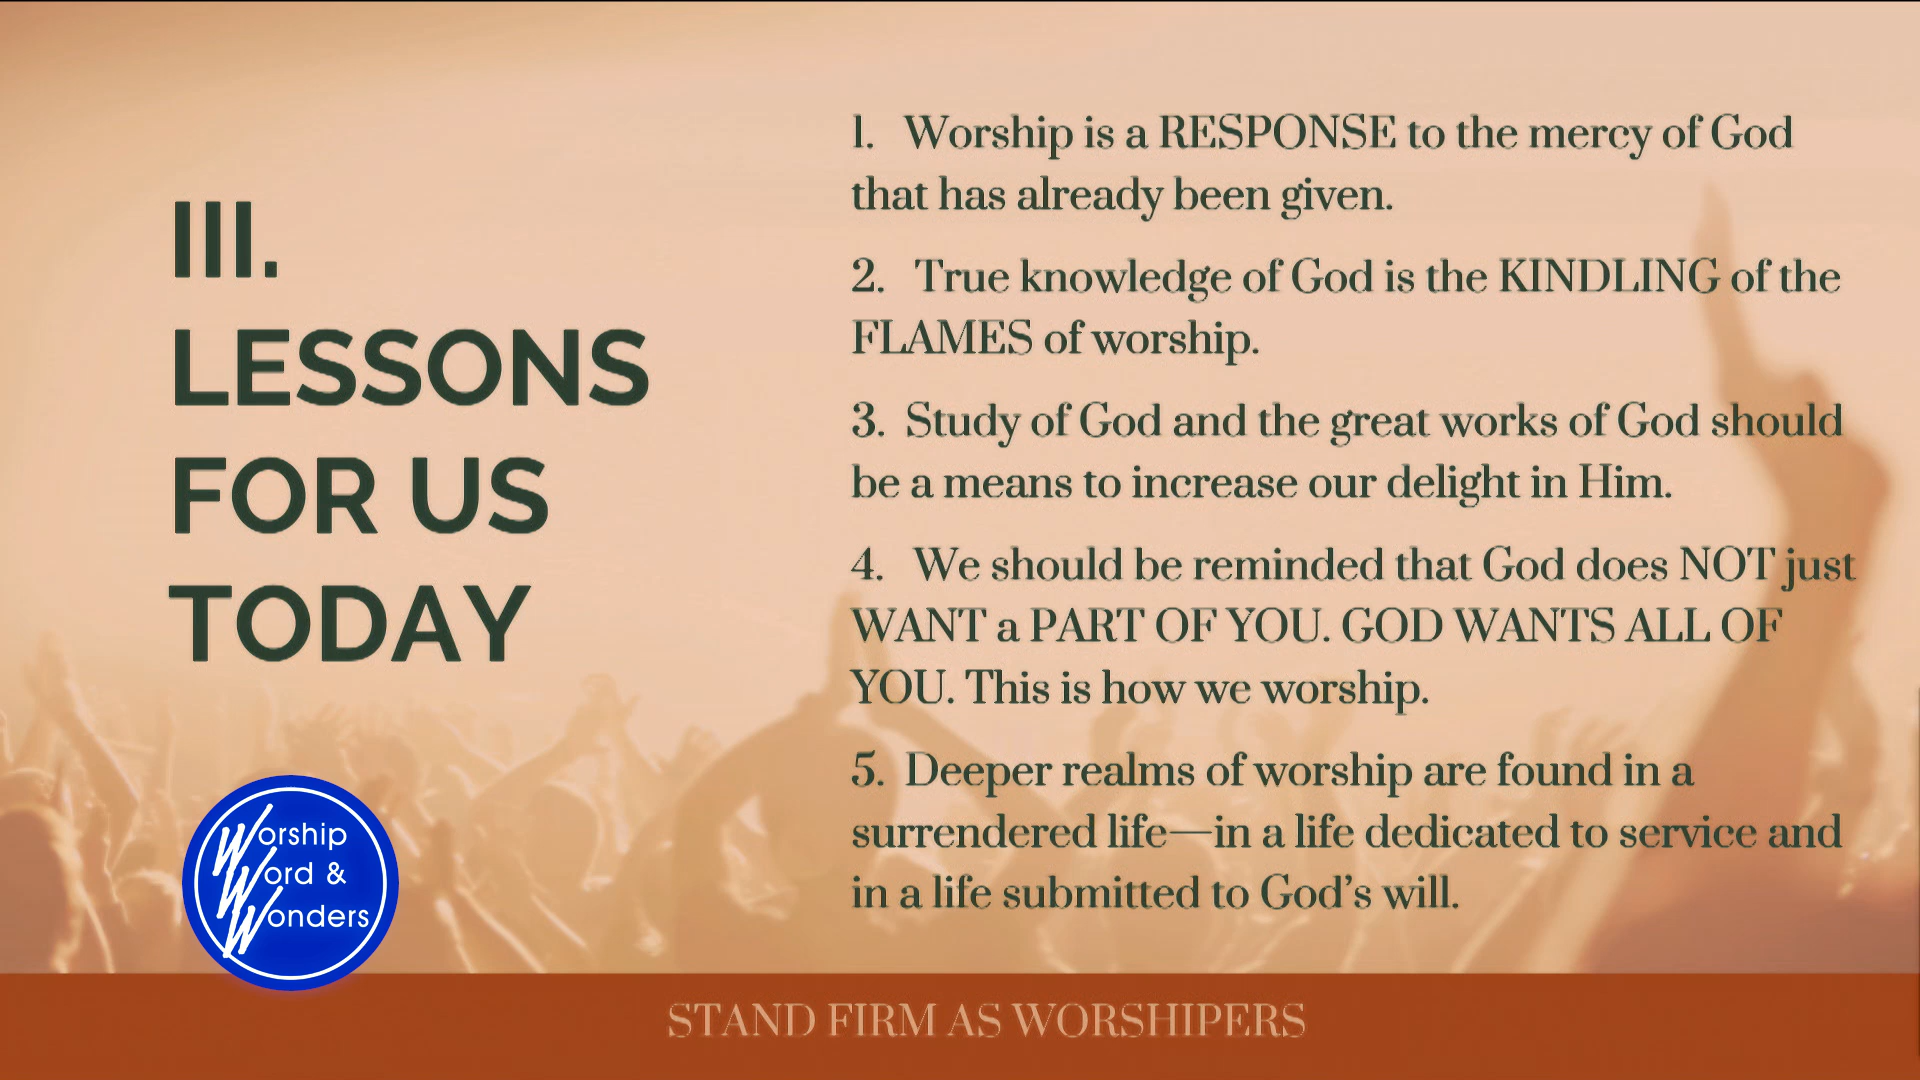 III.
LESSONS
FOR US
TODAY
1. Worship is a RESPONSE to the mercy of God
that has already been given.
2. True knowledge of God is the KINDLING of the
FLAMES of worship.
3. Study of God and the great works of God should
be a means to increase our delight in Him.
4. We should be reminded that God does NOT just
WANT a PART OF YOU. GOD WANTS ALL OF
YOU. This is how we worship.
5. Deeper realms of worship are found in a
surrendered life—in a life dedicated to service and
in a life submitted to God’s will.
Worship
Word &
Wonders
STAND FIRM AS WORSHIPERS